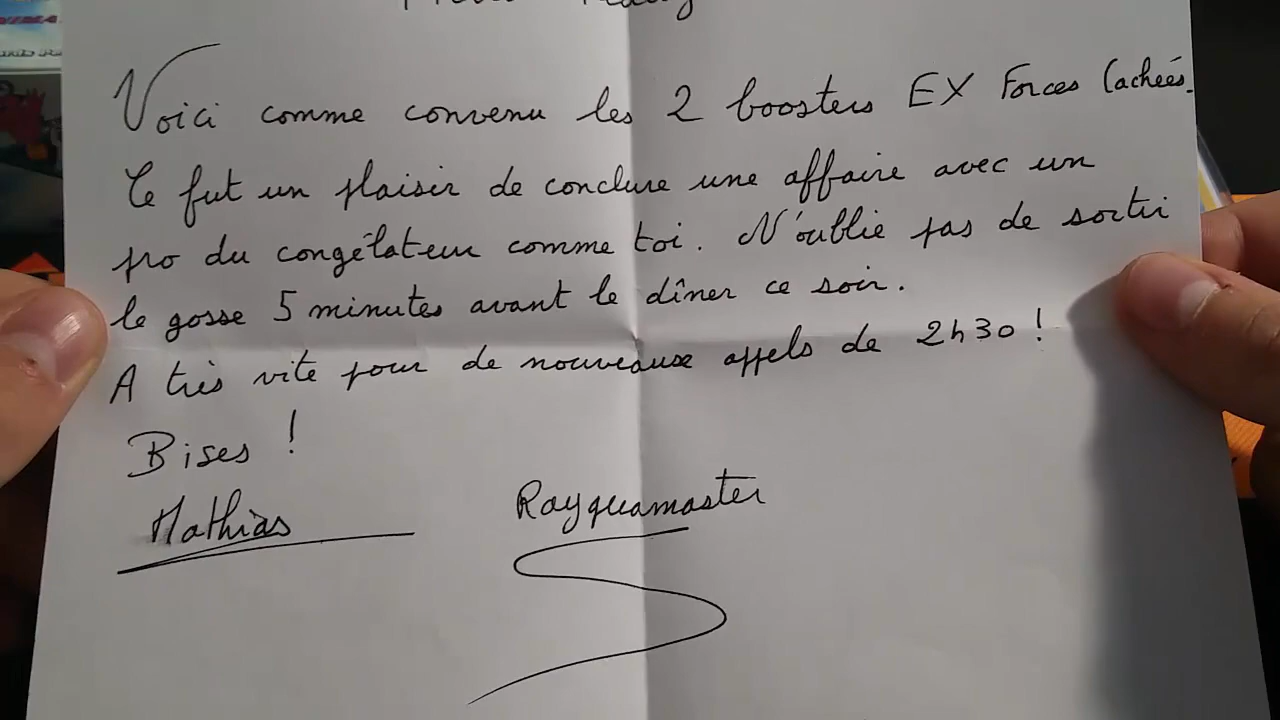 Voici comme convenu les 2 boosters EX Forces Cachées.
Ce fut un plaisir de conclure une affaire avec un
pro du congélateur comme toi. N'oublie pas de sortir
le gosse 5 minutes avant le dîner ce soir.
A très vite pour de nouveause appels de 2h30 !
Bises !
Mathias
Rayquamaster